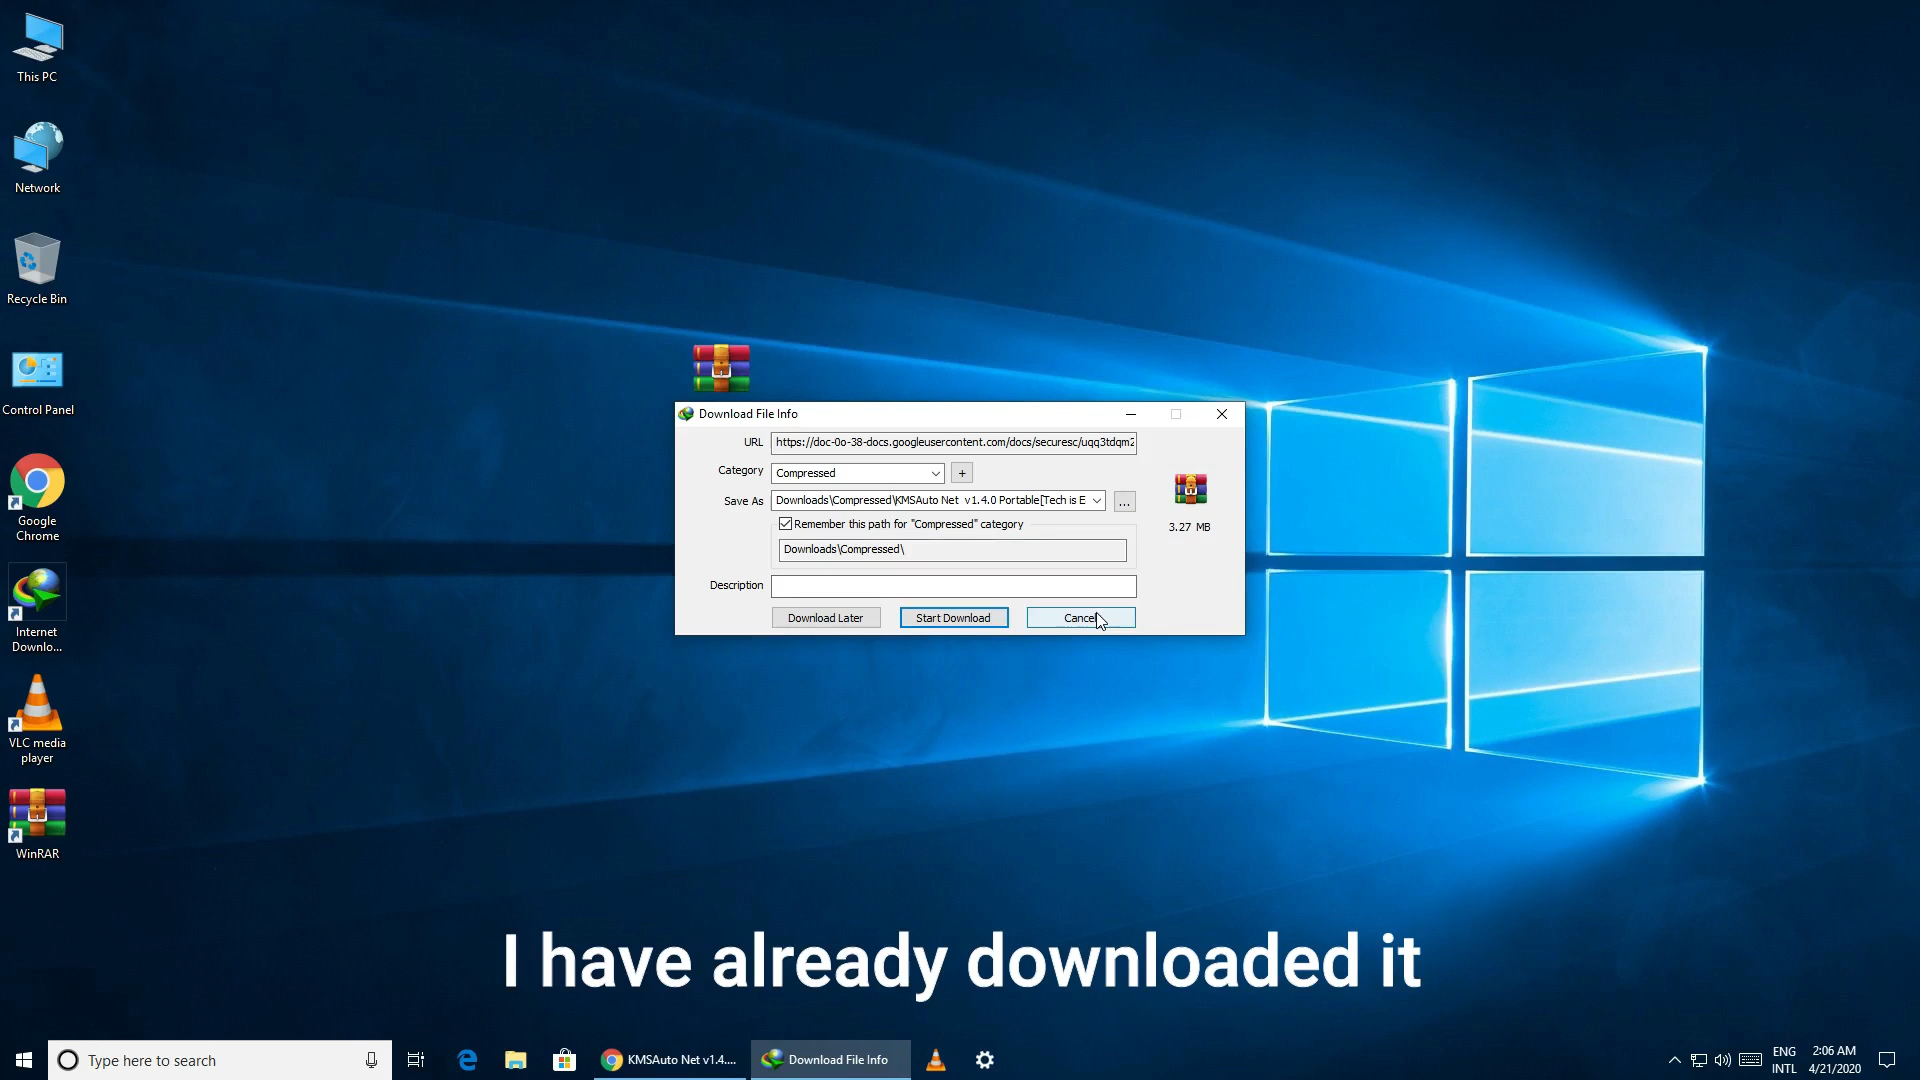 This PC
Network
Recycle Bin
Control Panel
Google
Chrome
Internet
Downlo...
VLC media
player
WinRAR
Download File Info
URL
https://doc-0o-38-docs.googleusercontent.com/docs/securesc/uqq3tdqm2
Category
Compressed
+
Save As
Downloads\Compressed\KMSAuto Net v1.4.0 Portable[Tech is E
...
3.27 MB
Remember this path for "Compressed" category
Downloads\Compressed\
Description
Download Later
Start Download
Cancel
I have already downloaded it
Type here to search
KMSAuto Net v1.4....
Download File Info
ENG
INTL
2:06 AM
4/21/2020